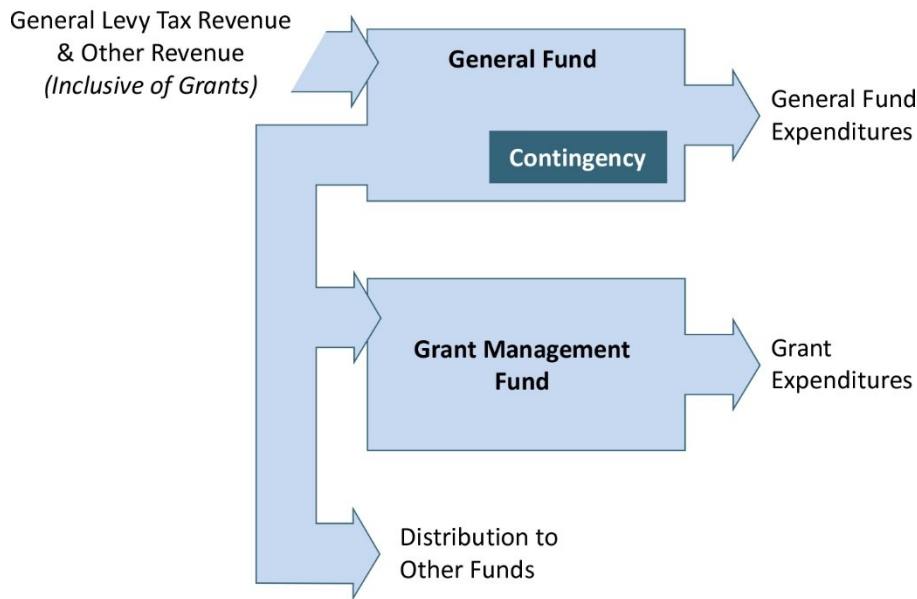 General Levy Tax Revenue
& Other Revenue
(Inclusive of Grants)
General Fund
Contingency
General Fund
Expenditures
Grant Management
Fund
Grant
Expenditures
Distribution to
Other Funds